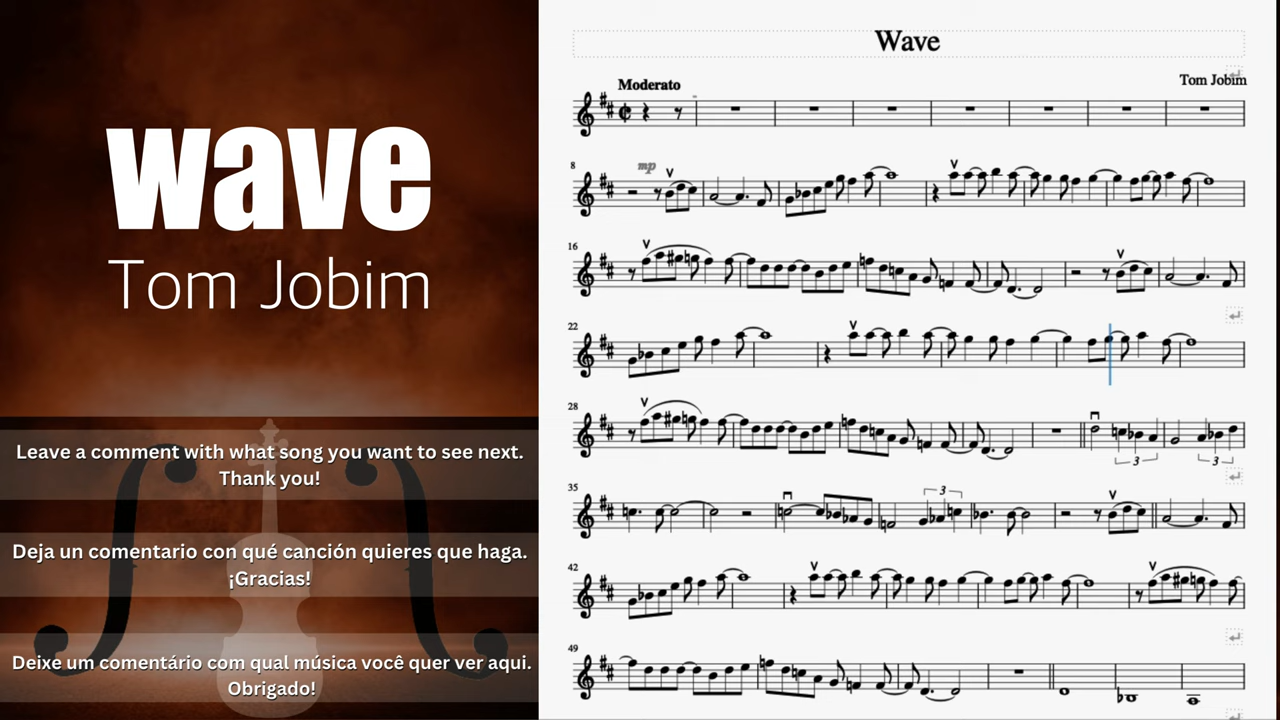 wave
Tom Jobim
Leave a comment with what song you want to see next.
Thank you!
Deja un comentario con qué canción quieres que haga.
¡Gracias!
Deixe um comentário com qual música você quer ver aqui.
Obrigado!
Wave
Tom Jobim
Moderato
8
mp
16
22
28
3
3
35
3
42
49